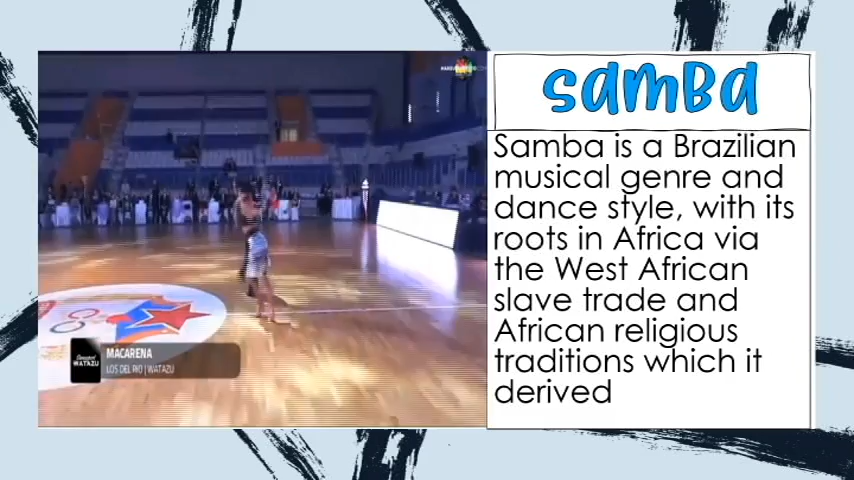 samBa
Samba is a Brazilian
musical genre and
dance style, with its
roots in Africa via
the West African
slave trade and
African religious
traditions which it
derived
MACARENA
LOS DEL RIO | WATAZU
WATAZU